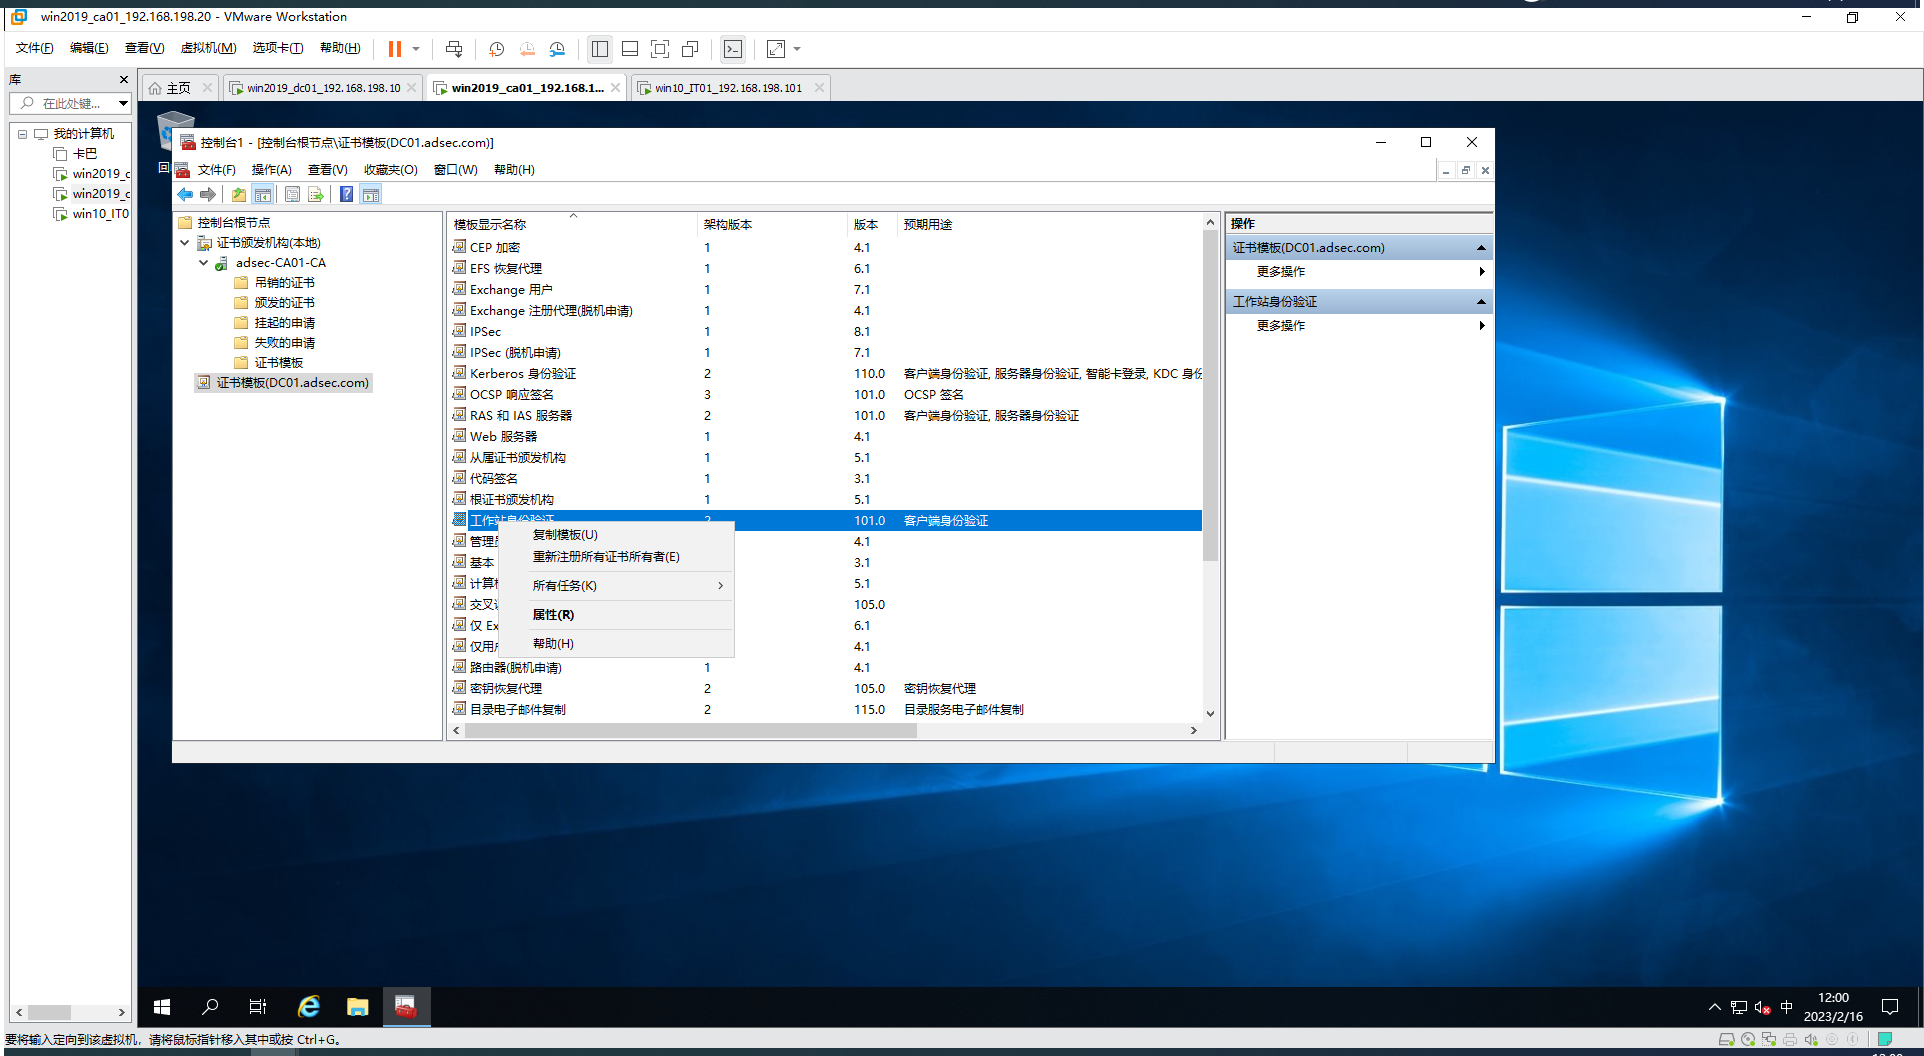 win2019_ca01_192.168.198.20 - VMware Workstation
文件(F) 编辑(E) 查看(V) 虚拟机(M) 选项卡(T) 帮助(H)
库
主页 win2019_dc01_192.168.198.10 win2019_ca01_192.168.1... win10_IT01_192.168.198.101
在此处键...
我的计算机
卡巴
win2019_c
win2019_c
win10_IT0
控制台1 - [控制台根节点\证书模板(DC01.adsec.com)]
文件(F) 操作(A) 查看(V) 收藏夹(O) 窗口(W) 帮助(H)
控制台根节点
证书颁发机构(本地)
adsec-CA01-CA
吊销的证书
颁发的证书
挂起的申请
失败的申请
证书模板
证书模板(DC01.adsec.com)
模板显示名称 架构版本 版本 预期用途
CEP 加密 1 4.1
EFS 恢复代理 1 6.1
Exchange 用户 1 7.1
Exchange 注册代理(脱机申请) 1 4.1
IPSec 1 8.1
IPSec (脱机申请) 1 7.1
Kerberos 身份验证 2 110.0 客户端身份验证, 服务器身份验证, 智能卡登录, KDC 身份
OCSP 响应签名 3 101.0 OCSP 签名
RAS 和 IAS 服务器 2 101.0 客户端身份验证, 服务器身份验证
Web 服务器 1 4.1
从属证书颁发机构 1 5.1
代码签名 1 3.1
根证书颁发机构 1 5.1
工作站身份验证 2 101.0 客户端身份验证
管理员 4.1
基本 3.1
计算机 5.1
交叉 105.0
仅 Ex 6.1
仅用户 4.1
路由器(脱机申请) 1 4.1
密钥恢复代理 2 105.0 密钥恢复代理
目录电子邮件复制 2 115.0 目录服务电子邮件复制
复制模板(U)
重新注册所有证书所有者(E)
所有任务(K)
属性(R)
帮助(H)
操作
证书模板(DC01.adsec.com)
更多操作
工作站身份验证
更多操作
回
中
12:00
2023/2/16
要将输入定向到该虚拟机，请将鼠标指针移入其中或按 Ctrl+G。